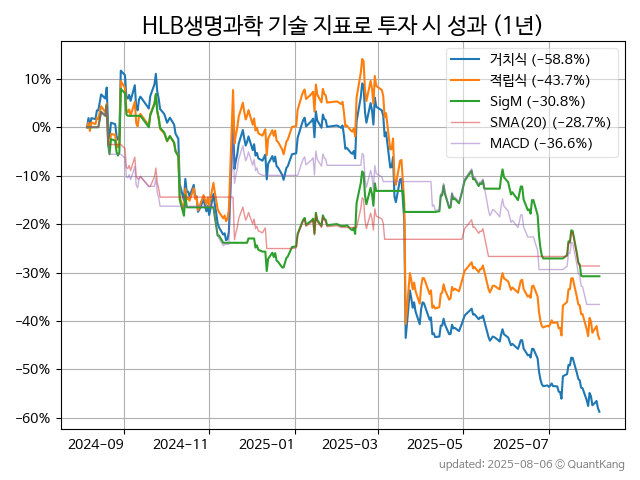 HLB생명과학 기술 지표로 투자 시 성과 (1년)
거치식 (−58.8%)
적립식 (−43.7%)
SigM (−30.8%)
SMA(20) (−28.7%)
MACD (−36.6%)
10%
0%
−10%
−20%
−30%
−40%
−50%
−60%
2024-09 2024-11 2025-01 2025-03 2025-05 2025-07
updated: 2025-08-06 ⓒ QuantKang